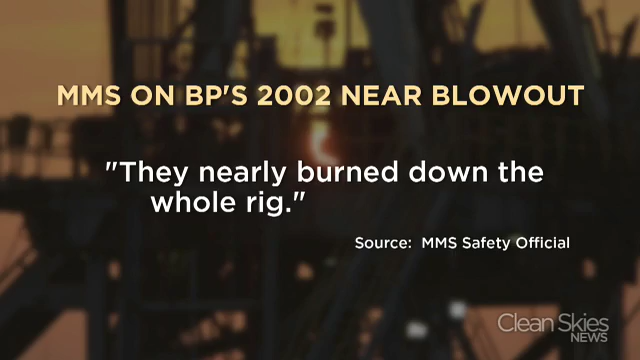 MMS ON BP'S 2002 NEAR BLOWOUT
"They nearly burned down the
whole rig."
Source: MMS Safety Official
Clean Skies
NEWS